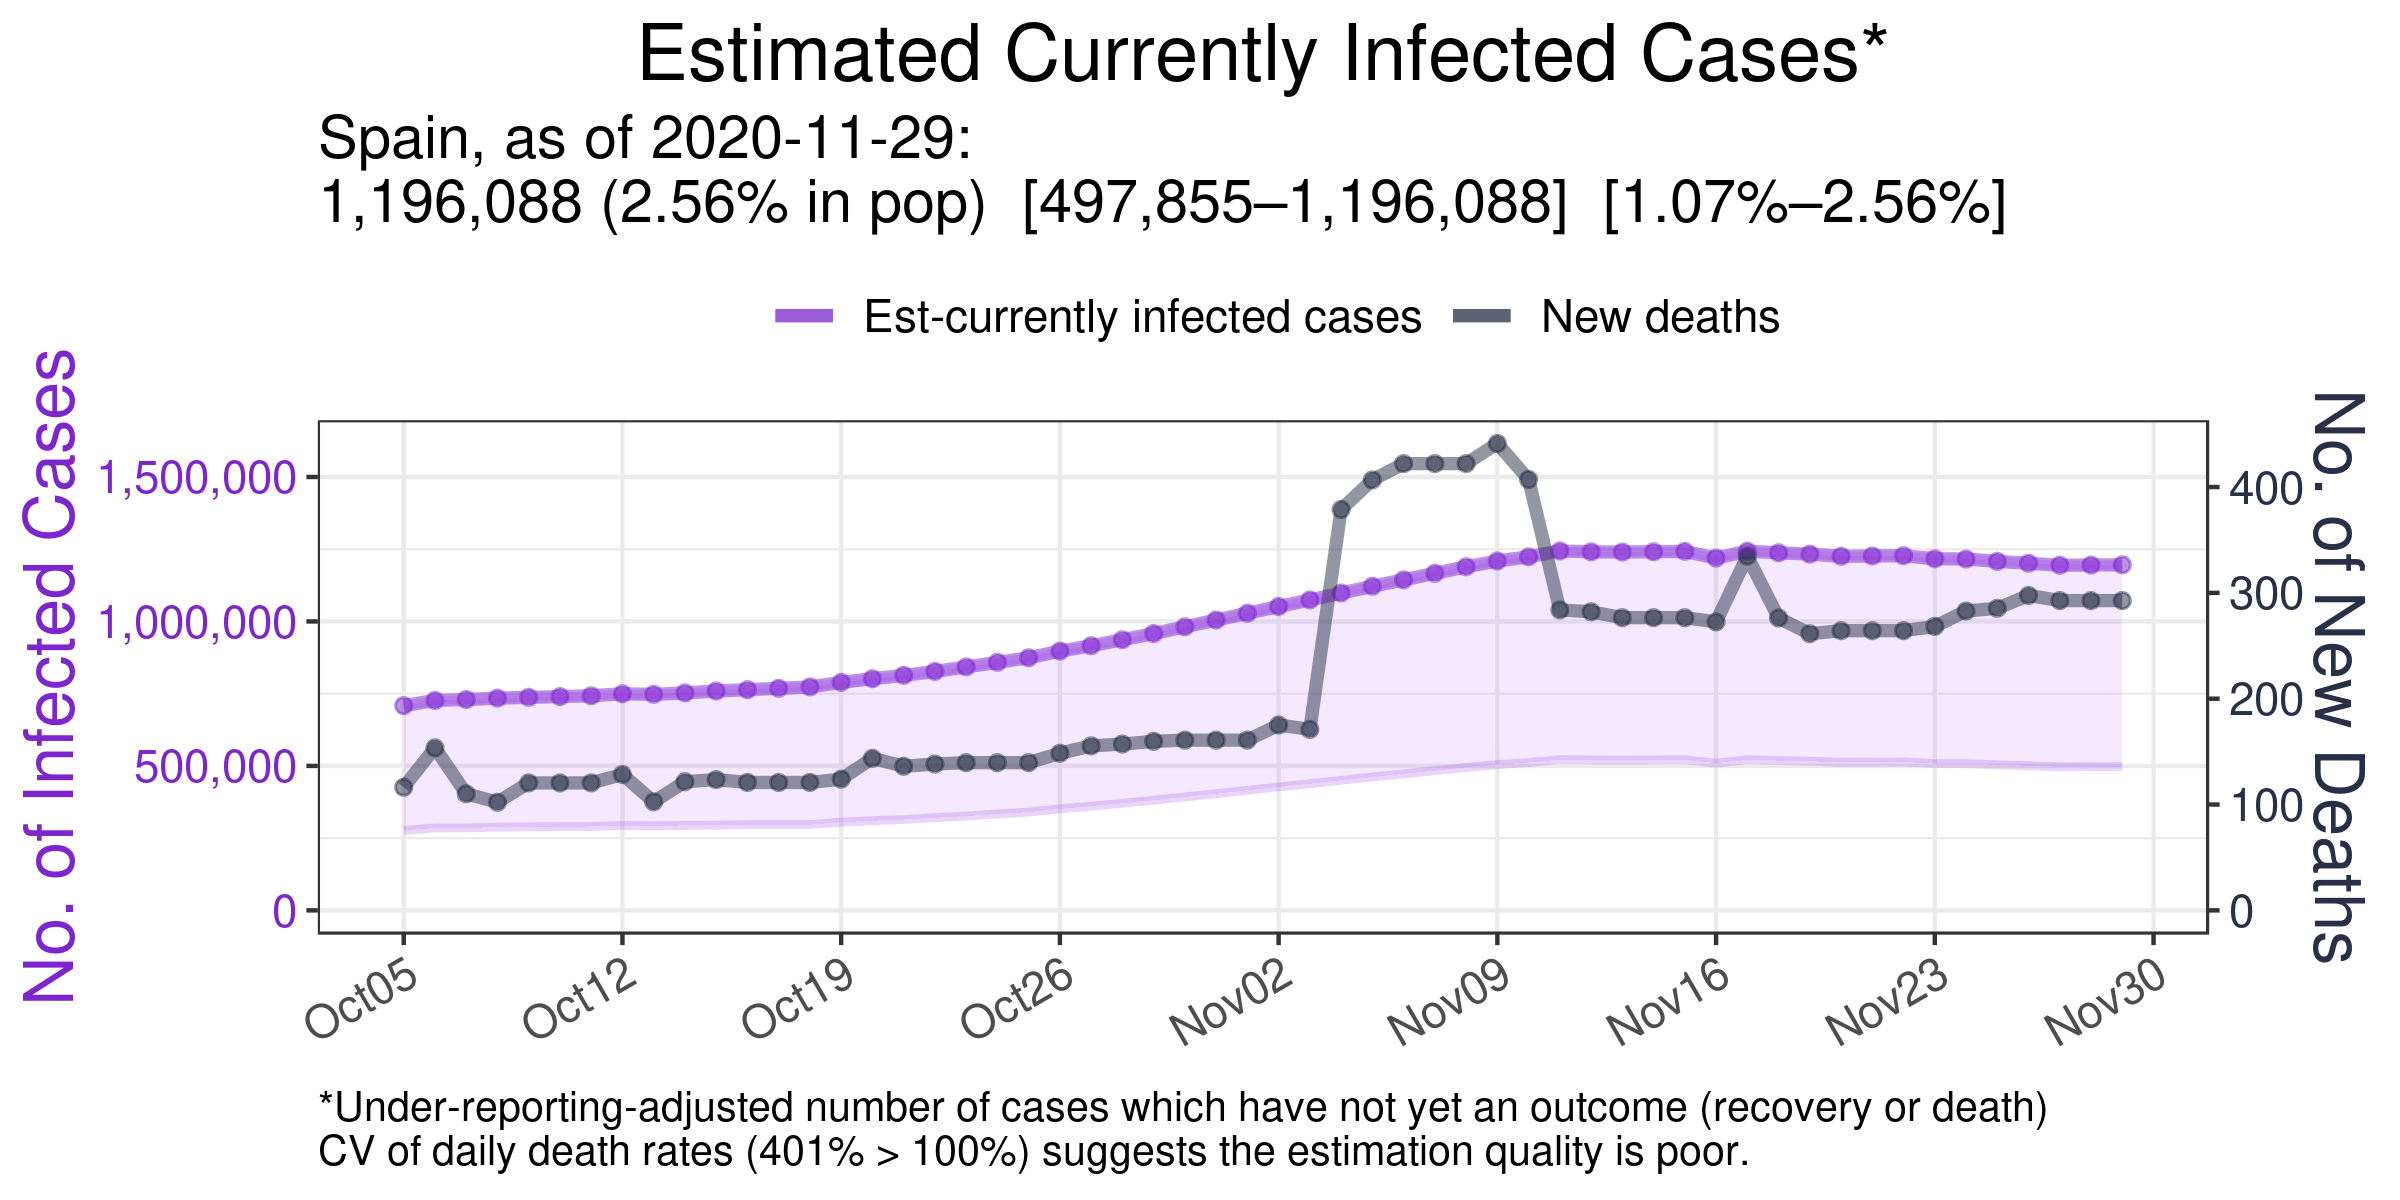 Estimated Currently Infected Cases*
Spain, as of 2020-11-29:
1,196,088 (2.56% in pop)  [497,855–1,196,088]  [1.07%–2.56%]
Est-currently infected cases
New deaths
No. of Infected Cases
1,500,000
1,000,000
500,000
0
No. of New Deaths
400
300
200
100
0
Oct05
Oct12
Oct19
Oct26
Nov02
Nov09
Nov16
Nov23
Nov30
*Under-reporting-adjusted number of cases which have not yet an outcome (recovery or death)
CV of daily death rates (401% > 100%) suggests the estimation quality is poor.